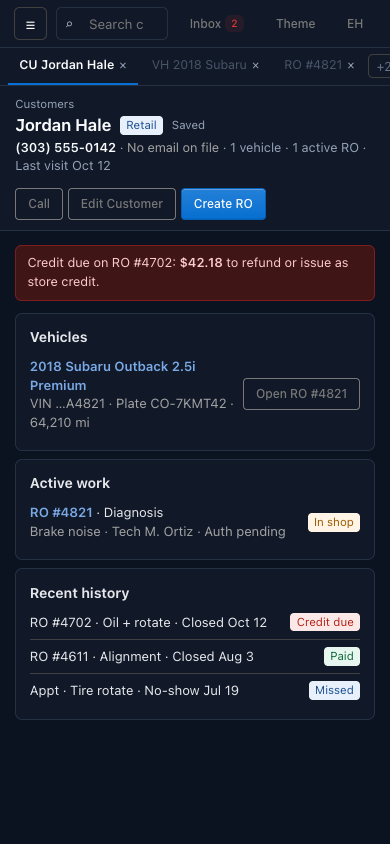 ☰ Search c Inbox 2 Theme EH
CU Jordan Hale × VH 2018 Subaru × RO #4821 × +2
Customers
Jordan Hale Retail Saved
(303) 555-0142 · No email on file · 1 vehicle · 1 active RO ·
Last visit Oct 12
Call Edit Customer Create RO
Credit due on RO #4702: $42.18 to refund or issue as
store credit.
Vehicles
2018 Subaru Outback 2.5i
Premium
VIN …A4821 · Plate CO-7KMT42 ·
64,210 mi
Open RO #4821
Active work
RO #4821 · Diagnosis
Brake noise · Tech M. Ortiz · Auth pending
In shop
Recent history
RO #4702 · Oil + rotate · Closed Oct 12 Credit due
RO #4611 · Alignment · Closed Aug 3 Paid
Appt · Tire rotate · No-show Jul 19 Missed